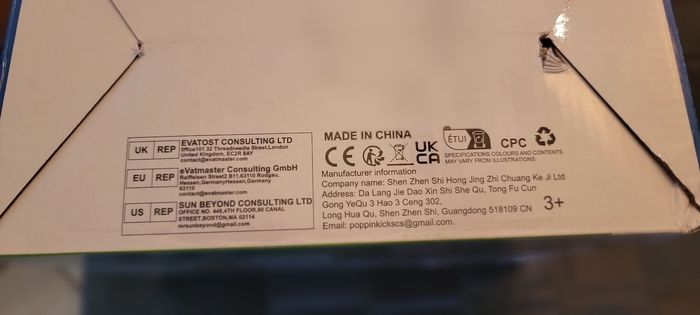 UK REP EVATOST CONSULTING LTD
Office101 32 Threadneedle Street,London
United Kingdom, EC2R 8AY
contact@evatmaster.com
EU REP eVatmaster Consulting GmbH
Raiffeisen Street2 B11,63110 Rodgau,
Hessen,GermanyHessen,Germany
63110
contact@evatmaster.com
US REP SUN BEYOND CONSULTING LTD
OFFICE NO. 448,4TH FLOOR,90 CANAL
STREET,BOSTON,MA 02114
mrsunbeyond@gmail.com
MADE IN CHINA
CE
UK
CA
ÉTUI
CPC
SPECIFICATIONS COLOURS AND CONTENTS
MAY VARY FROM ILLUSTRATIONS
Manufacturer information
Company name: Shen Zhen Shi Hong Jing Zhi Chuang Ke Ji Ltd
Address: Da Lang Jie Dao Xin Shi She Qu, Tong Fu Cun
Gong YeQu 3 Hao 3 Ceng 302,
Long Hua Qu, Shen Zhen Shi, Guangdong 518109 CN
Email: poppinkickscs@gmail.com
3+